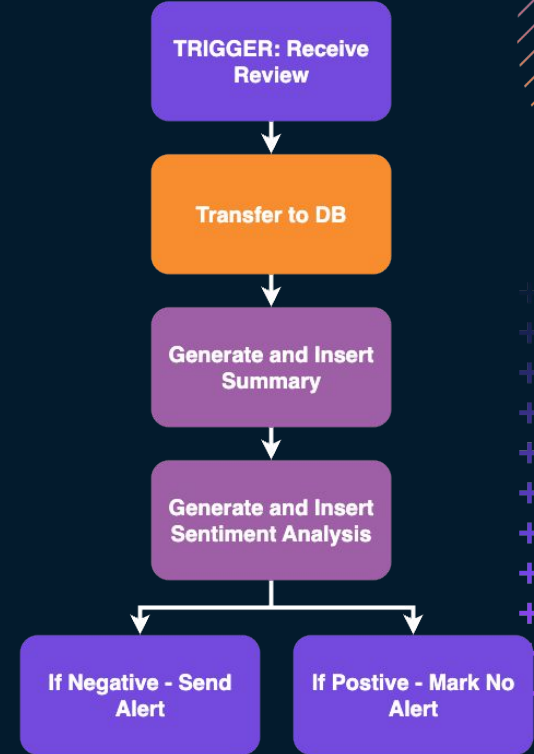 TRIGGER: Receive
Review
Transfer to DB
Generate and Insert
Summary
Generate and Insert
Sentiment Analysis
If Negative - Send
Alert
If Postive - Mark No
Alert